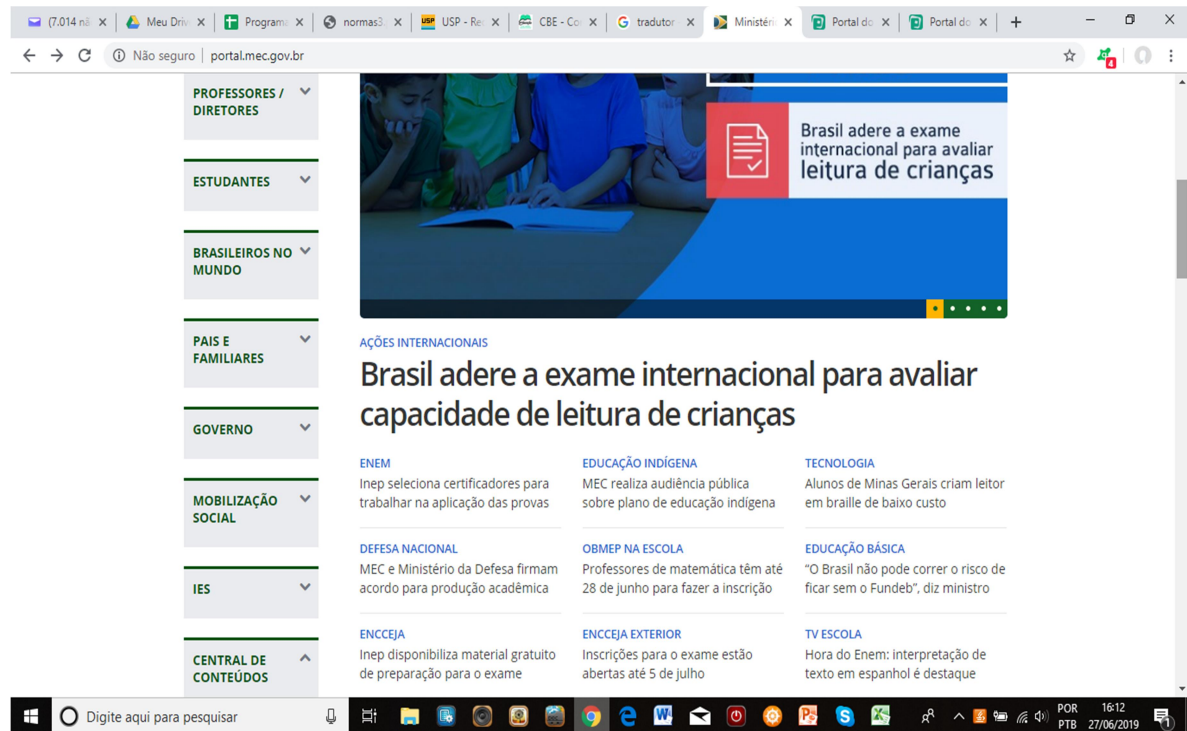 (7.014 nã
Meu Driv
Programa
normas3.
USP
USP - Re
CBE - Co
G tradutor
Ministéri
Portal do
Portal do
Não seguro | portal.mec.gov.br
4
PROFESSORES /
DIRETORES
ESTUDANTES
BRASILEIROS NO
MUNDO
PAIS E
FAMILIARES
GOVERNO
MOBILIZAÇÃO
SOCIAL
IES
CENTRAL DE
CONTEÚDOS
Brasil adere a exame
internacional para avaliar
leitura de crianças
AÇÕES INTERNACIONAIS
Brasil adere a exame internacional para avaliar
capacidade de leitura de crianças
ENEM
Inep seleciona certificadores para
trabalhar na aplicação das provas
EDUCAÇÃO INDÍGENA
MEC realiza audiência pública
sobre plano de educação indígena
TECNOLOGIA
Alunos de Minas Gerais criam leitor
em braille de baixo custo
DEFESA NACIONAL
MEC e Ministério da Defesa firmam
acordo para produção acadêmica
OBMEP NA ESCOLA
Professores de matemática têm até
28 de junho para fazer a inscrição
EDUCAÇÃO BÁSICA
“O Brasil não pode correr o risco de
ficar sem o Fundeb”, diz ministro
ENCCEJA
Inep disponibiliza material gratuito
de preparação para o exame
ENCCEJA EXTERIOR
Inscrições para o exame estão
abertas até 5 de julho
TV ESCOLA
Hora do Enem: interpretação de
texto em espanhol é destaque
Digite aqui para pesquisar
POR
PTB
16:12
27/06/2019
1